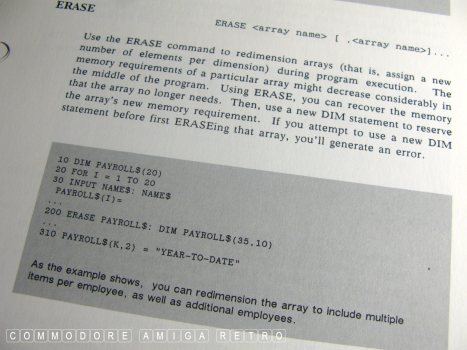 ERASE
ERASE <array name> [ ,<array name>]...
Use the ERASE command to redimension arrays (that is, assign a new
number of elements per dimension) during program execution. The
memory requirements of a particular array might decrease considerably in
the middle of the program. Using ERASE, you can recover the memory
that the array no longer needs. Then, use a new DIM statement to reserve
the array's new memory requirement. If you attempt to use a new DIM
statement before first ERASEing that array, you'll generate an error.
10 DIM PAYROLL$(20)
20 FOR I = 1 TO 20
30 INPUT NAME$: NAME$
PAYROLL$(I)=
...
200 ERASE PAYROLL$: DIM PAYROLL$(35,10)
...
310 PAYROLL$(K,2) = "YEAR-TO-DATE"
As the example shows, you can redimension the array to include multiple
items per employee, as well as additional employees.
COMMODORE AMIGA RETRO